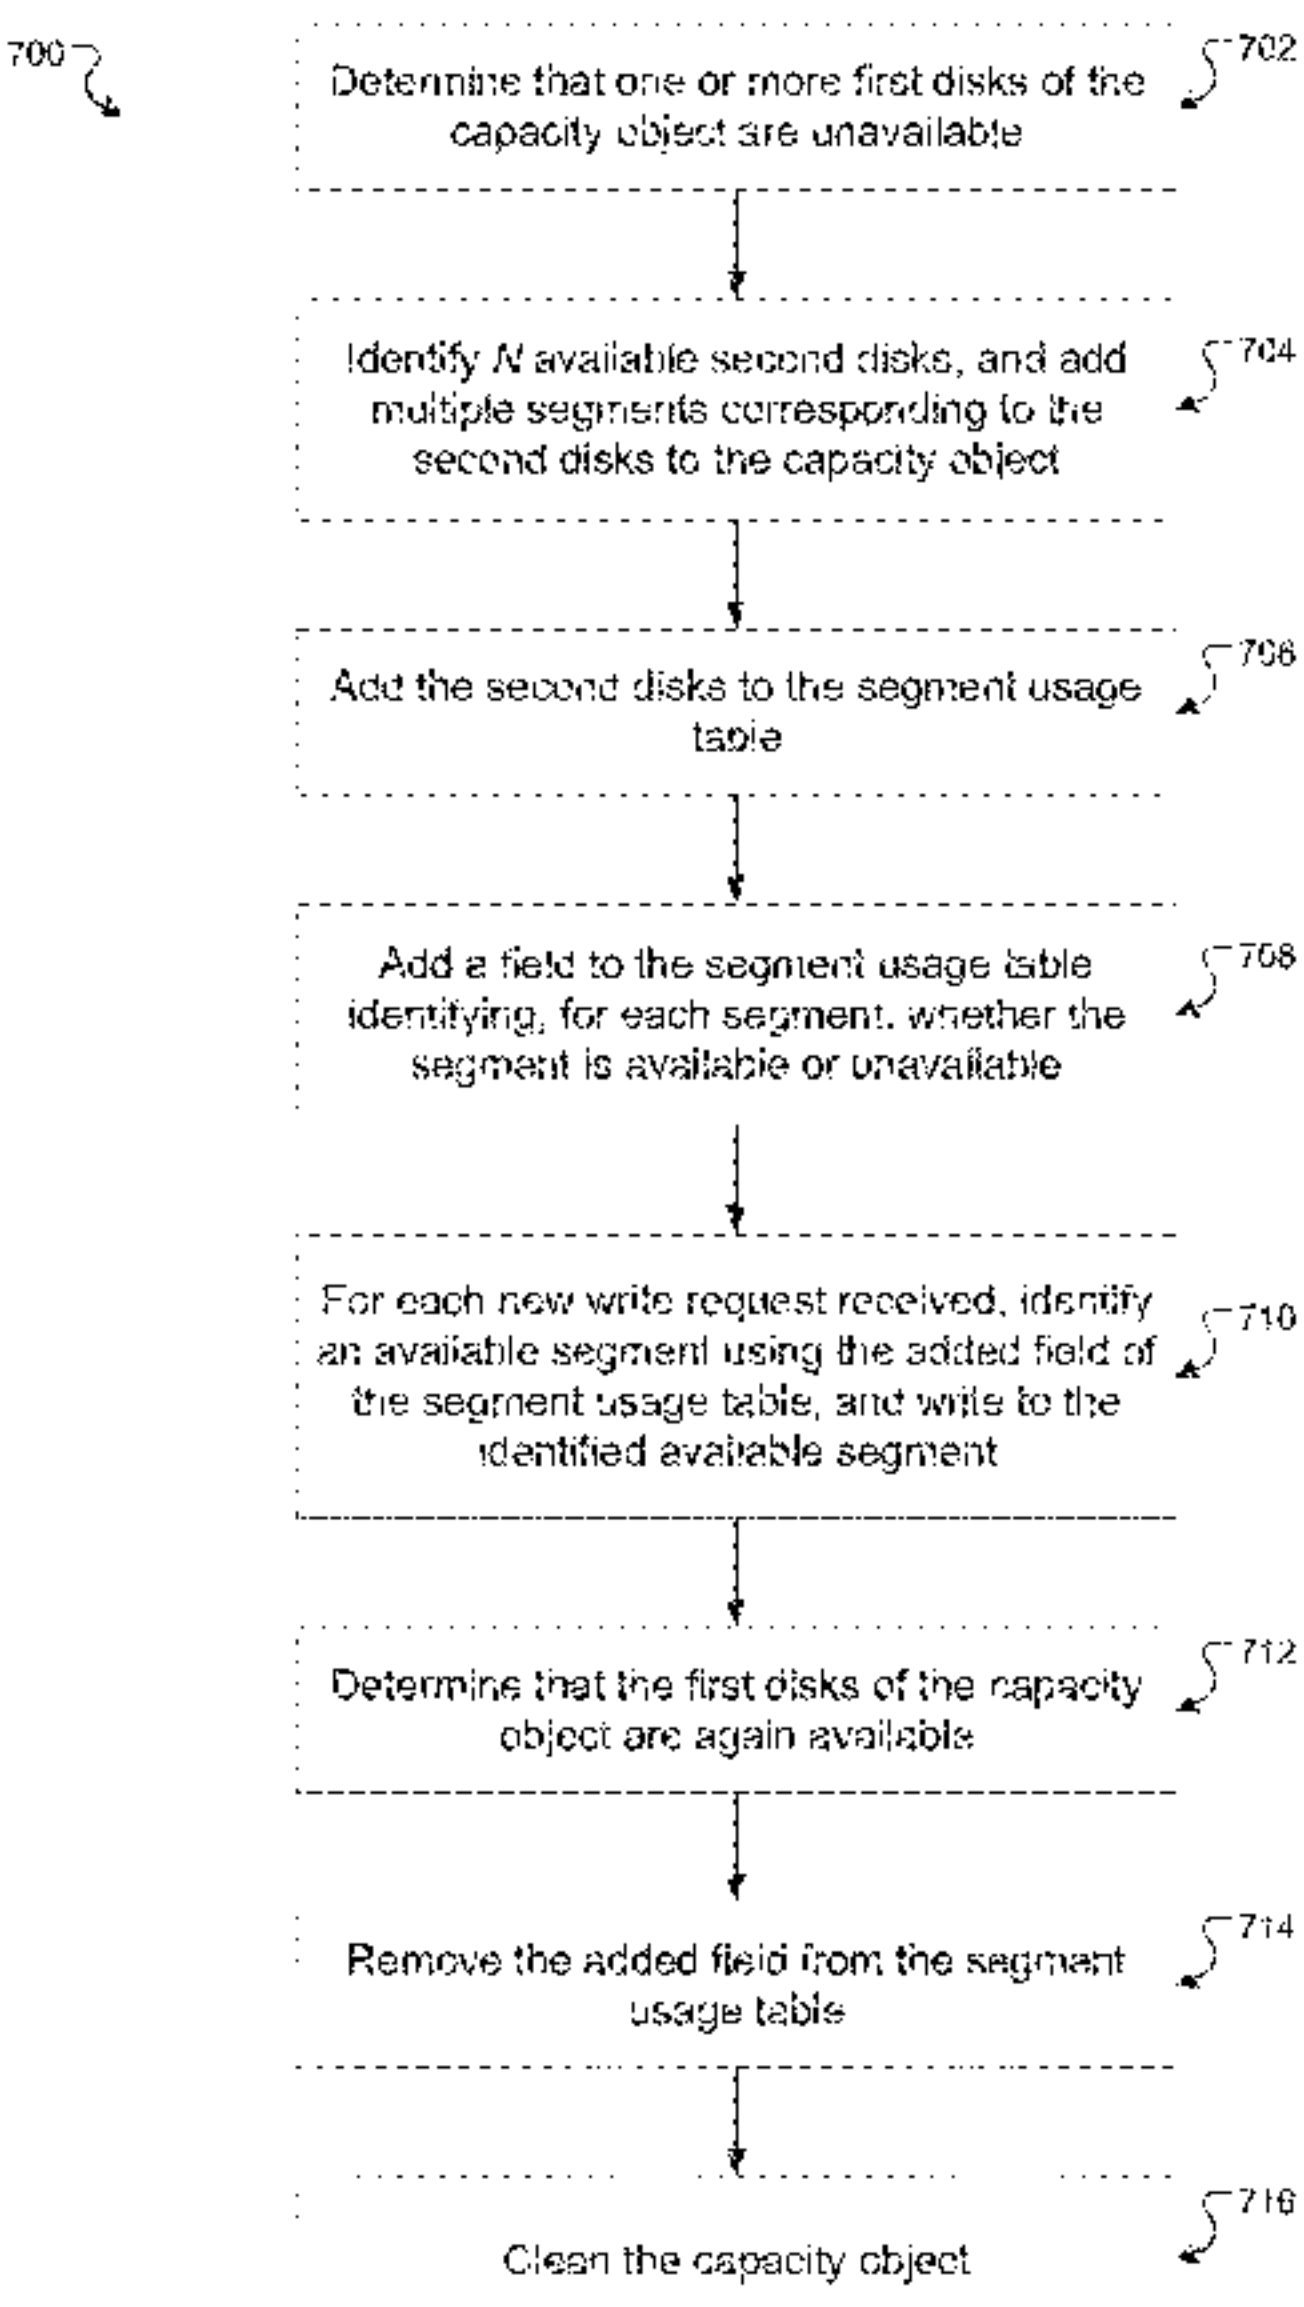 700
702
Determine that one or more first disks of the
capacity object are unavailable
704
Identify N available second disks, and add
multiple segments corresponding to the
second disks to the capacity object
706
Add the second disks to the segment usage
table
708
Add a field to the segment usage table
identifying, for each segment, whether the
segment is available or unavailable
710
For each new write request received, identify
an available segment using the added field of
the segment usage table, and write to the
identified available segment
712
Determine that the first disks of the capacity
object are again available
714
Remove the added field from the segment
usage table
716
Clean the capacity object